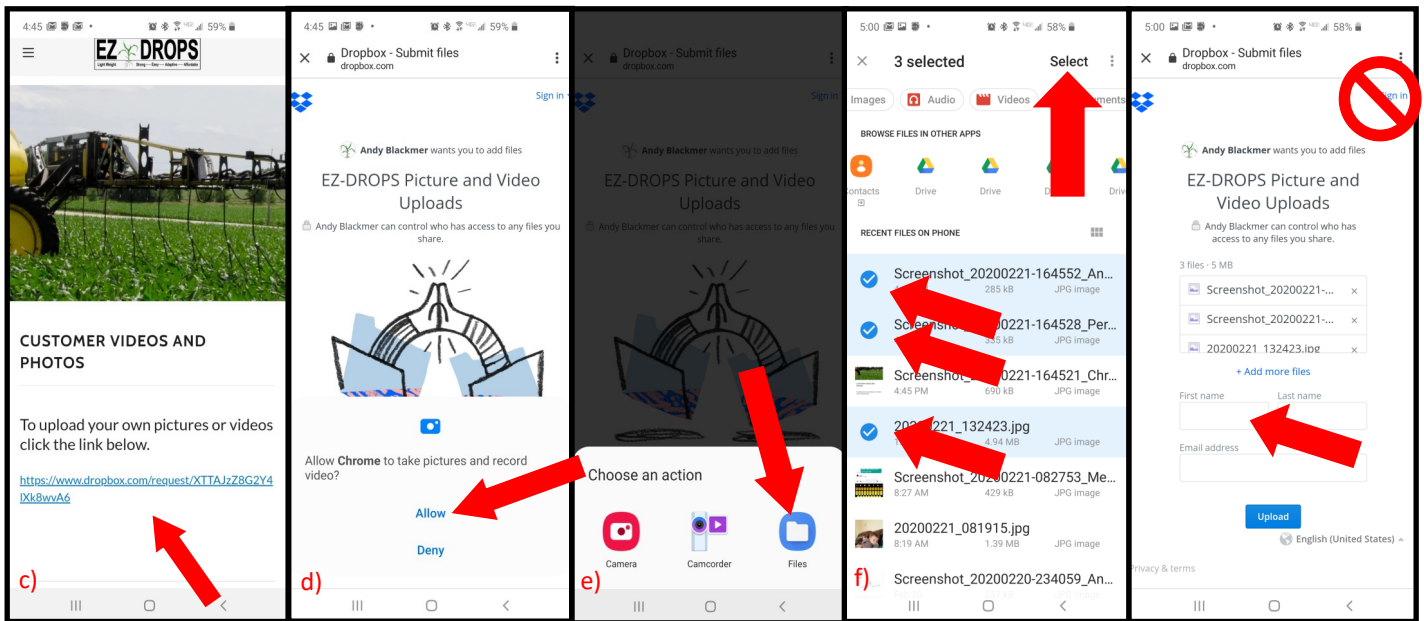 4:45 59%
EZ DROPS
Light Weight Strong Easy Adaptive Affordable
CUSTOMER VIDEOS AND
PHOTOS
To upload your own pictures or videos
click the link below.
https://www.dropbox.com/request/XTTAJzZ8G2Y4
lXk8wvA6
c)
4:45 59%
Dropbox - Submit files
dropbox.com
Sign in
Andy Blackmer wants you to add files
EZ-DROPS Picture and Video
Uploads
Andy Blackmer can control who has access to any files you
share.
Allow Chrome to take pictures and record
video?
Allow
Deny
d)
Dropbox - Submit files
dropbox.com
Sign in
Andy Blackmer wants you to add files
EZ-DROPS Picture and Video
Uploads
Andy Blackmer can control who has access to any files you
share.
Choose an action
Camera Camcorder Files
e)
5:00 58%
3 selected Select
Images Audio Videos
BROWSE FILES IN OTHER APPS
Drive Drive
RECENT FILES ON PHONE
Screenshot_20200221-164552_An...
285 kB JPG image
Screenshot_20200221-164528_Per...
335 kB JPG image
Screenshot_20200221-164521_Chr...
4:45 PM 690 kB JPG image
20200221_132423.jpg
4.94 MB JPG image
Screenshot_20200221-082753_Me...
8:27 AM 429 kB JPG image
20200221_081915.jpg
8:19 AM 1.39 MB JPG image
Screenshot_20200220-234059_An...
f)
5:00 58%
Dropbox - Submit files
dropbox.com
Sign in
Andy Blackmer wants you to add files
EZ-DROPS Picture and
Video Uploads
Andy Blackmer can control who has
access to any files you share.
3 files · 5 MB
Screenshot_20200221-...
Screenshot_20200221-...
20200221_132423.jpg
+ Add more files
First name Last name
Email address
Upload
English (United States)
Privacy & terms